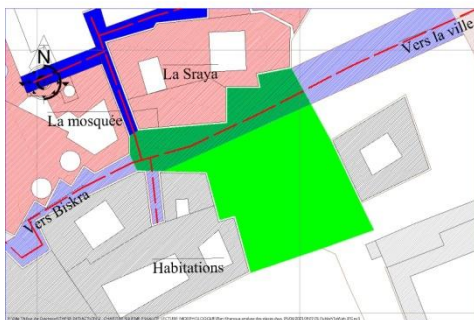 Vers la ville
N
La Sraya
La mosquée
Vers Biskra
Habitations